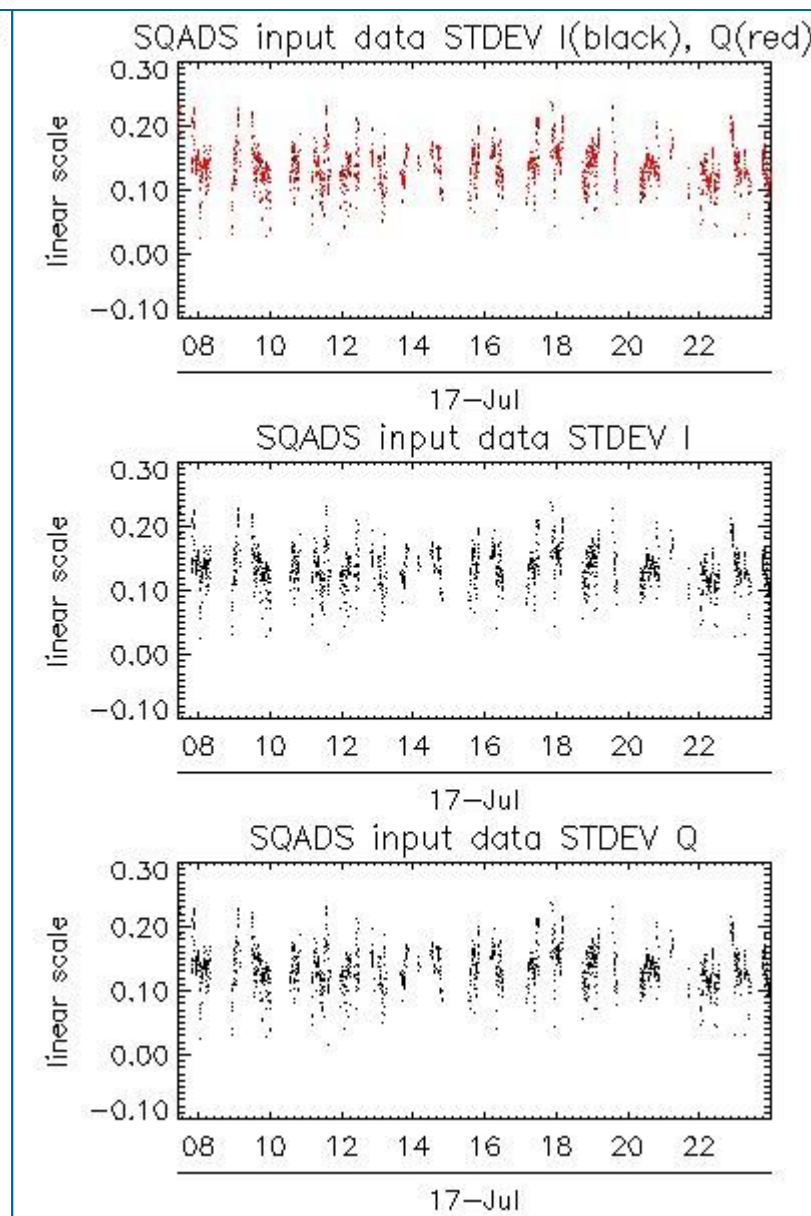 SQADS input data STDEV I(black), Q(red)
0.30
0.20
0.10
0.00
-0.10
linear scale
08 10 12 14 16 18 20 22
17-Jul
SQADS input data STDEV I
0.30
0.20
0.10
0.00
-0.10
linear scale
08 10 12 14 16 18 20 22
17-Jul
SQADS input data STDEV Q
0.30
0.20
0.10
0.00
-0.10
linear scale
08 10 12 14 16 18 20 22
17-Jul